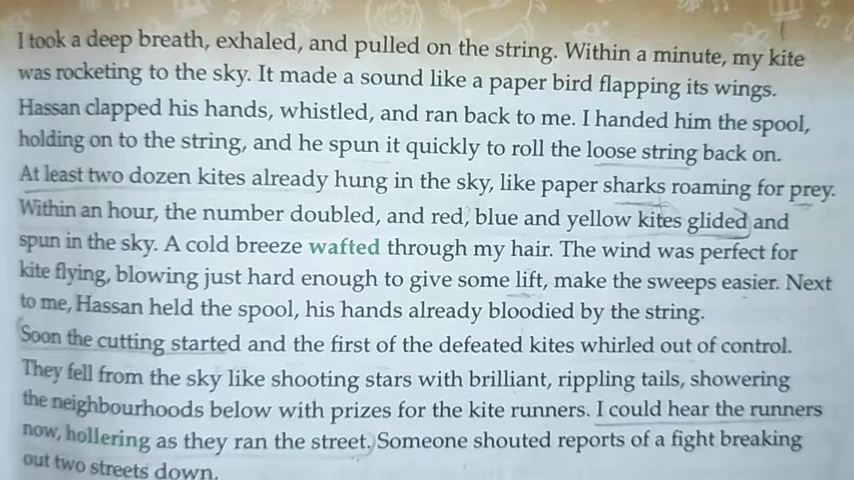 I took a deep breath, exhaled, and pulled on the string. Within a minute, my kite
was rocketing to the sky. It made a sound like a paper bird flapping its wings.
Hassan clapped his hands, whistled, and ran back to me. I handed him the spool,
holding on to the string, and he spun it quickly to roll the loose string back on.
At least two dozen kites already hung in the sky, like paper sharks roaming for prey.
Within an hour, the number doubled, and red, blue and yellow kites glided and
spun in the sky. A cold breeze wafted through my hair. The wind was perfect for
kite flying, blowing just hard enough to give some lift, make the sweeps easier. Next
to me, Hassan held the spool, his hands already bloodied by the string.
Soon the cutting started and the first of the defeated kites whirled out of control.
They fell from the sky like shooting stars with brilliant, rippling tails, showering
the neighbourhoods below with prizes for the kite runners. I could hear the runners
now, hollering as they ran the street. Someone shouted reports of a fight breaking
out two streets down.